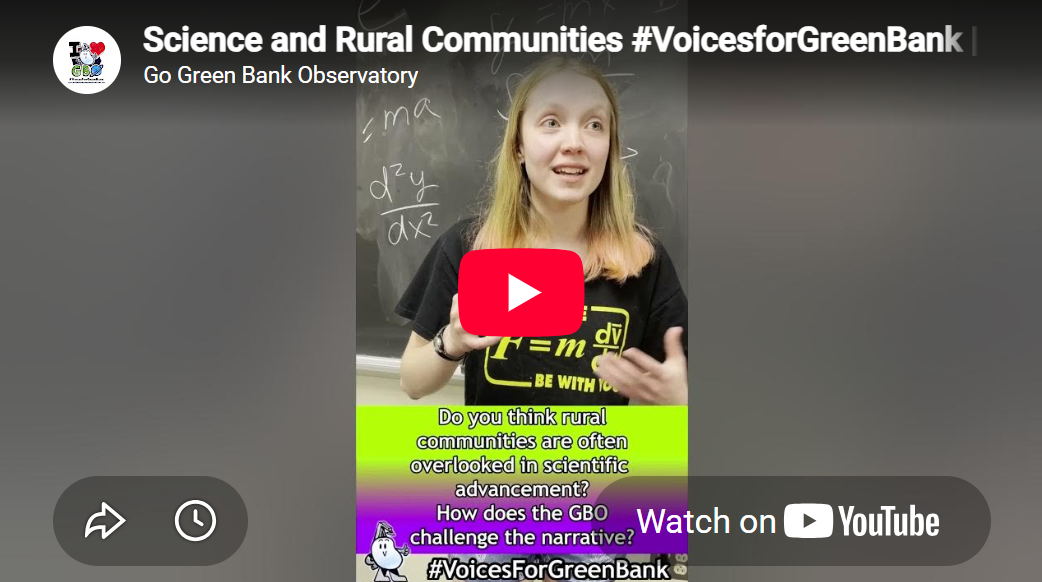 Science and Rural Communities #VoicesforGreenBank |
Go Green Bank Observatory
= ma
d²y
dx²
F = m dv̄
BE WITH YOU
Do you think rural
communities are often
overlooked in scientific
advancement?
How does the GBO
challenge the narrative?
#VoicesForGreenBank
Watch on YouTube